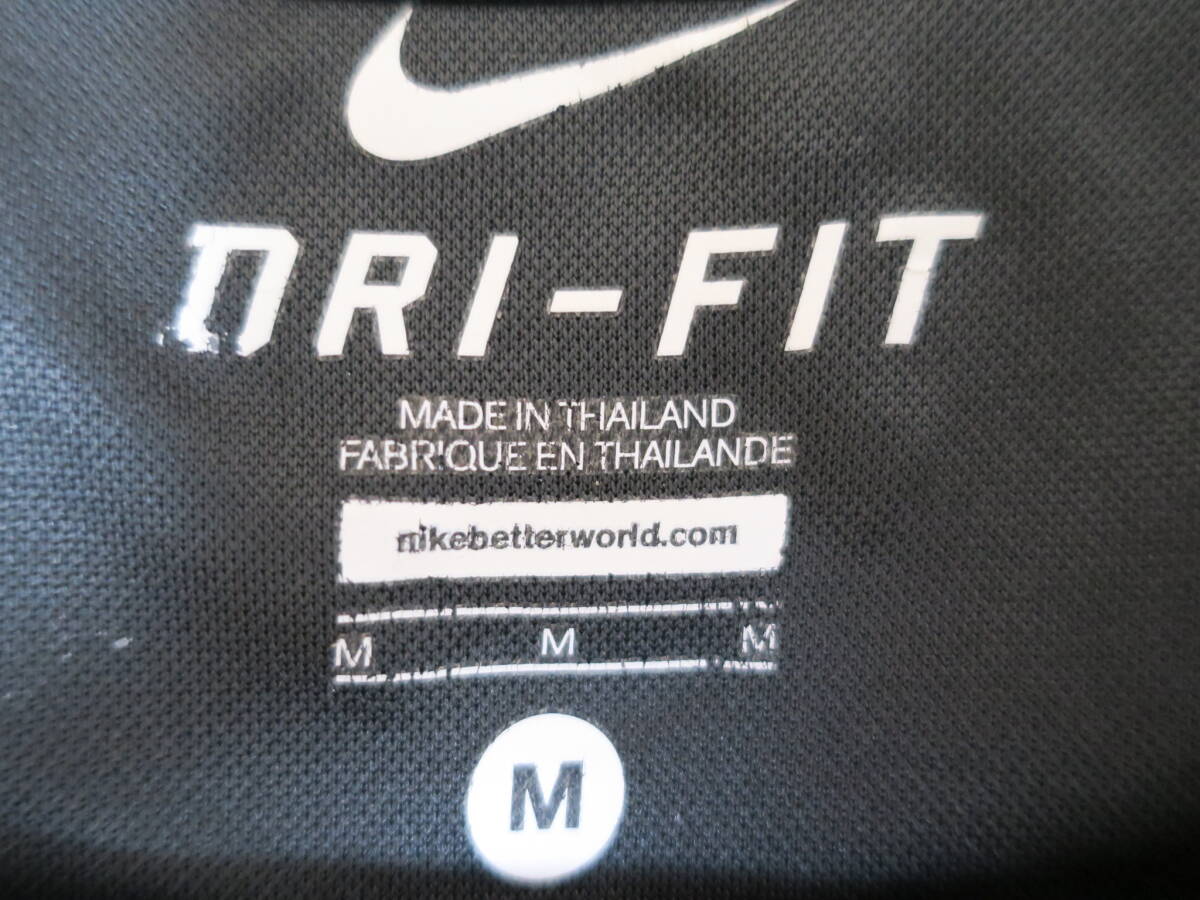 DRI-FIT
MADE IN THAILAND
FABRIQUE EN THAILANDE
nikebetterworld.com
M M M
M